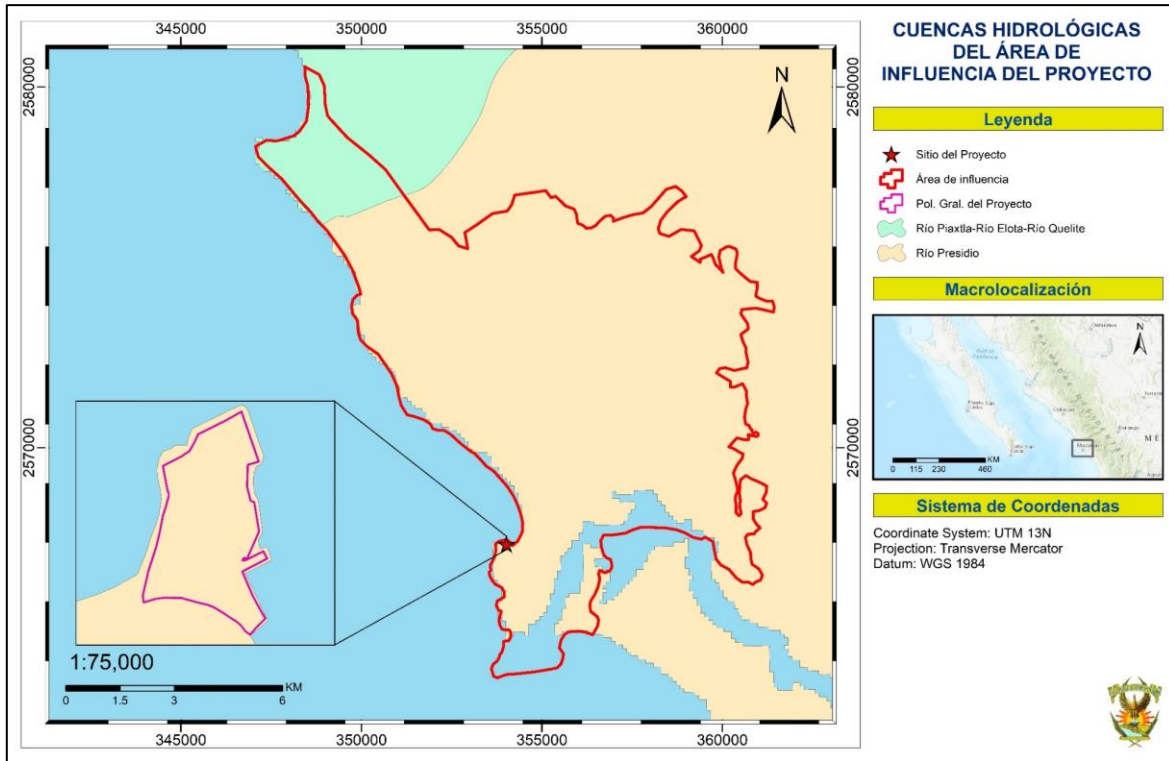 345000 350000 355000 360000
2580000
2570000
N
2580000
2570000
1:75,000
KM
0 1.5 3 6
345000 350000 355000 360000
CUENCAS HIDROLÓGICAS
DEL ÁREA DE
INFLUENCIA DEL PROYECTO
Leyenda
Sitio del Proyecto
Área de influencia
Pol. Gral. del Proyecto
Río Piaxtla-Río Elota-Río Quelite
Río Presidio
Macrolocalización
N
KM
0 115 230 460
Sistema de Coordenadas
Coordinate System: UTM 13N
Projection: Transverse Mercator
Datum: WGS 1984